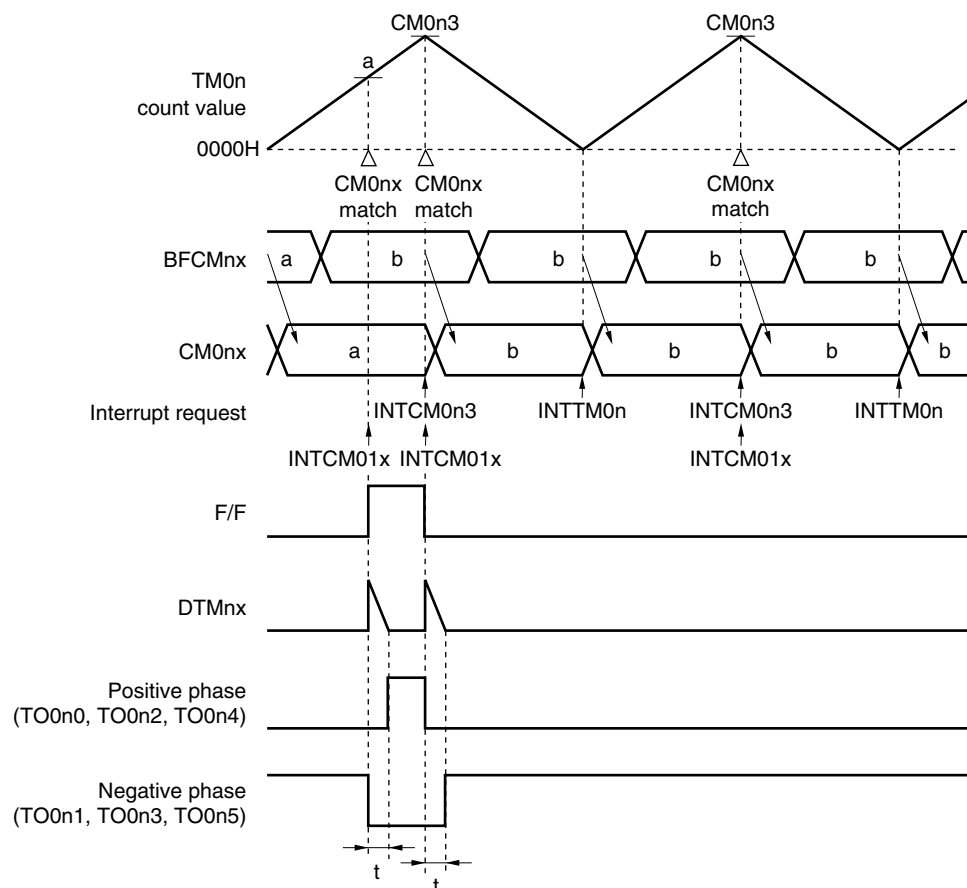 CM0n3 CM0n3
a
TM0n
count value
0000H
CM0nx CM0nx CM0nx
match match match
BFCMnx a b b b b
CM0nx a b b b b
Interrupt request INTCM0n3 INTTM0n INTCM0n3 INTTM0n
INTCM01x INTCM01x INTCM01x
F/F
DTMnx
Positive phase
(TO0n0, TO0n2, TO0n4)
Negative phase
(TO0n1, TO0n3, TO0n5)
t
t